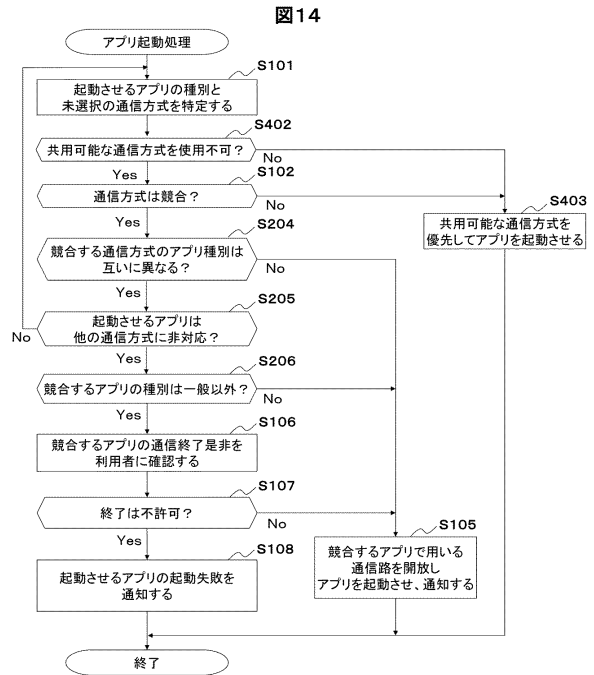 図14
アプリ起動処理
S101
起動させるアプリの種別と
未選択の通信方式を特定する
S402
共用可能な通信方式を使用不可？
No
Yes
S102
通信方式は競合？
No
Yes
S403
共用可能な通信方式を
優先してアプリを起動させる
S204
競合する通信方式のアプリ種別は
互いに異なる？
No
Yes
S205
起動させるアプリは
他の通信方式に非対応？
No
Yes
S206
競合するアプリの種別は一般以外？
No
Yes
S106
競合するアプリの通信終了是非を
利用者に確認する
S107
終了は不許可？
No
Yes
S105
競合するアプリで用いる
通信路を開放し
アプリを起動させ、通知する
S108
起動させるアプリの起動失敗を
通知する
終了